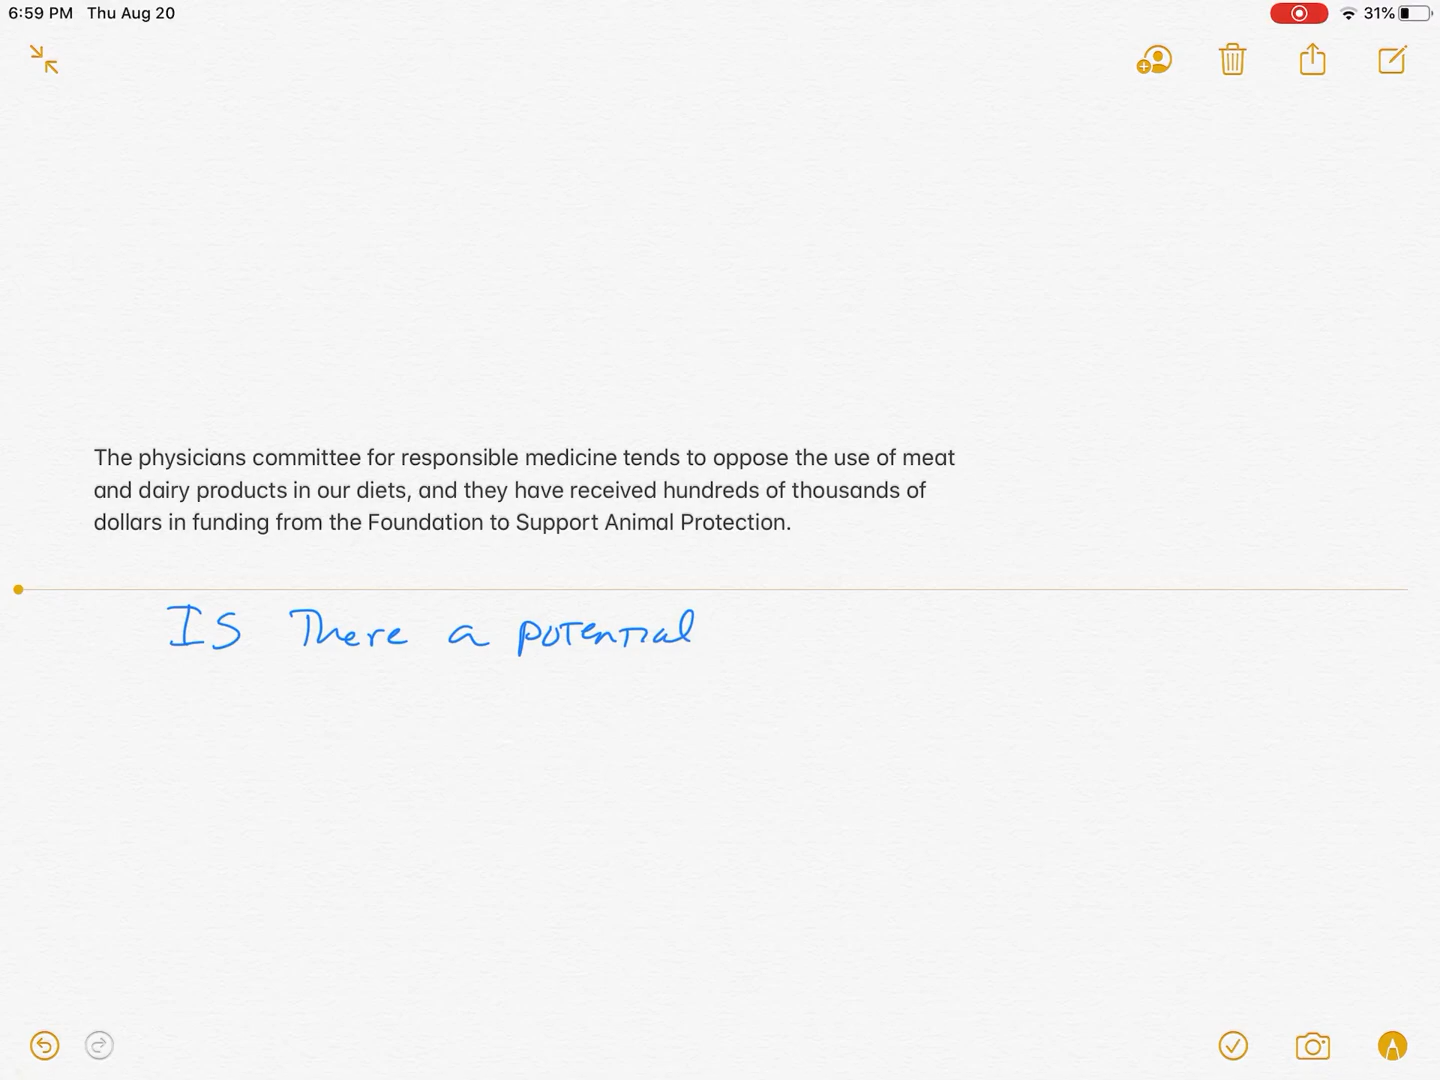 6:59 PM Thu Aug 20 31%
The physicians committee for responsible medicine tends to oppose the use of meat
and dairy products in our diets, and they have received hundreds of thousands of
dollars in funding from the Foundation to Support Animal Protection.
Is There a potential